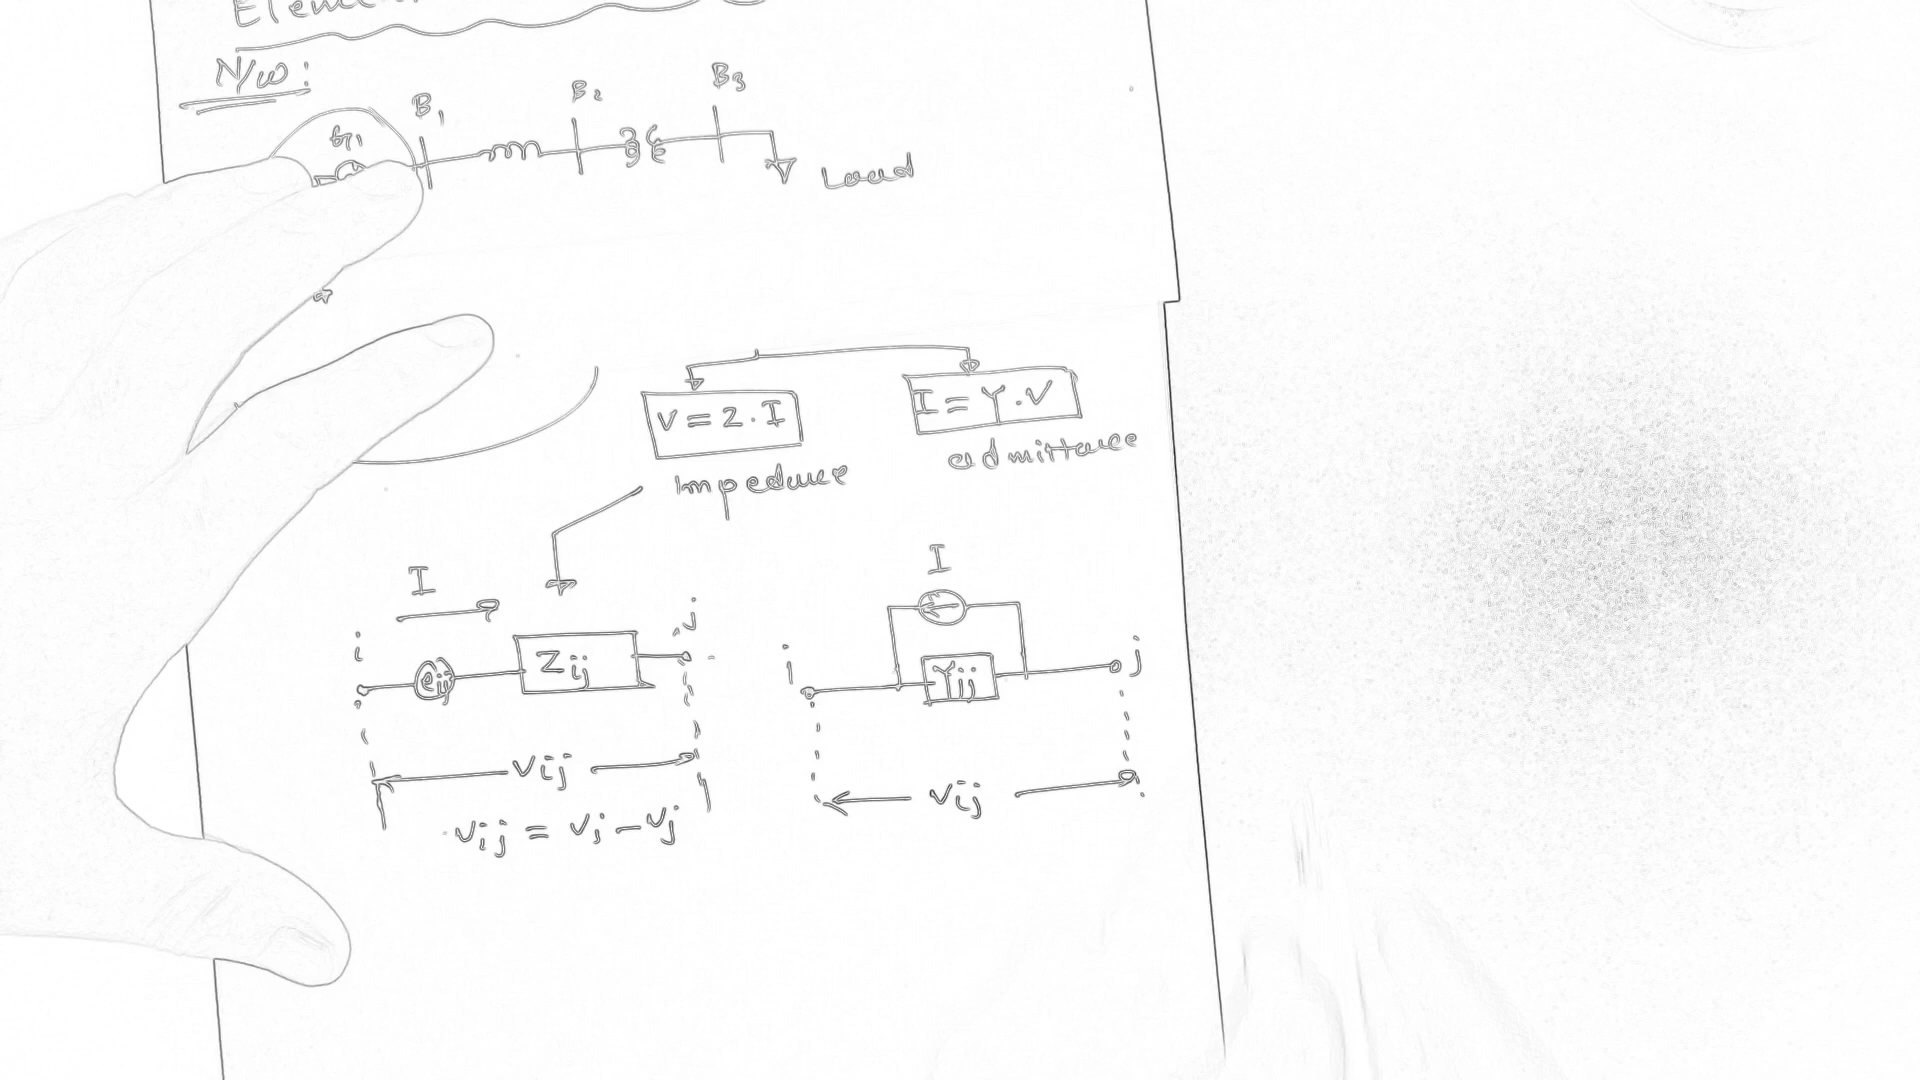 N/w:
B1 B2 B3
G1
Load
V = Z . I
I = Y . V
Impedance
admittance
I
I
i eij Zij j
i Yij j
vij
vij
vij = vi - vj